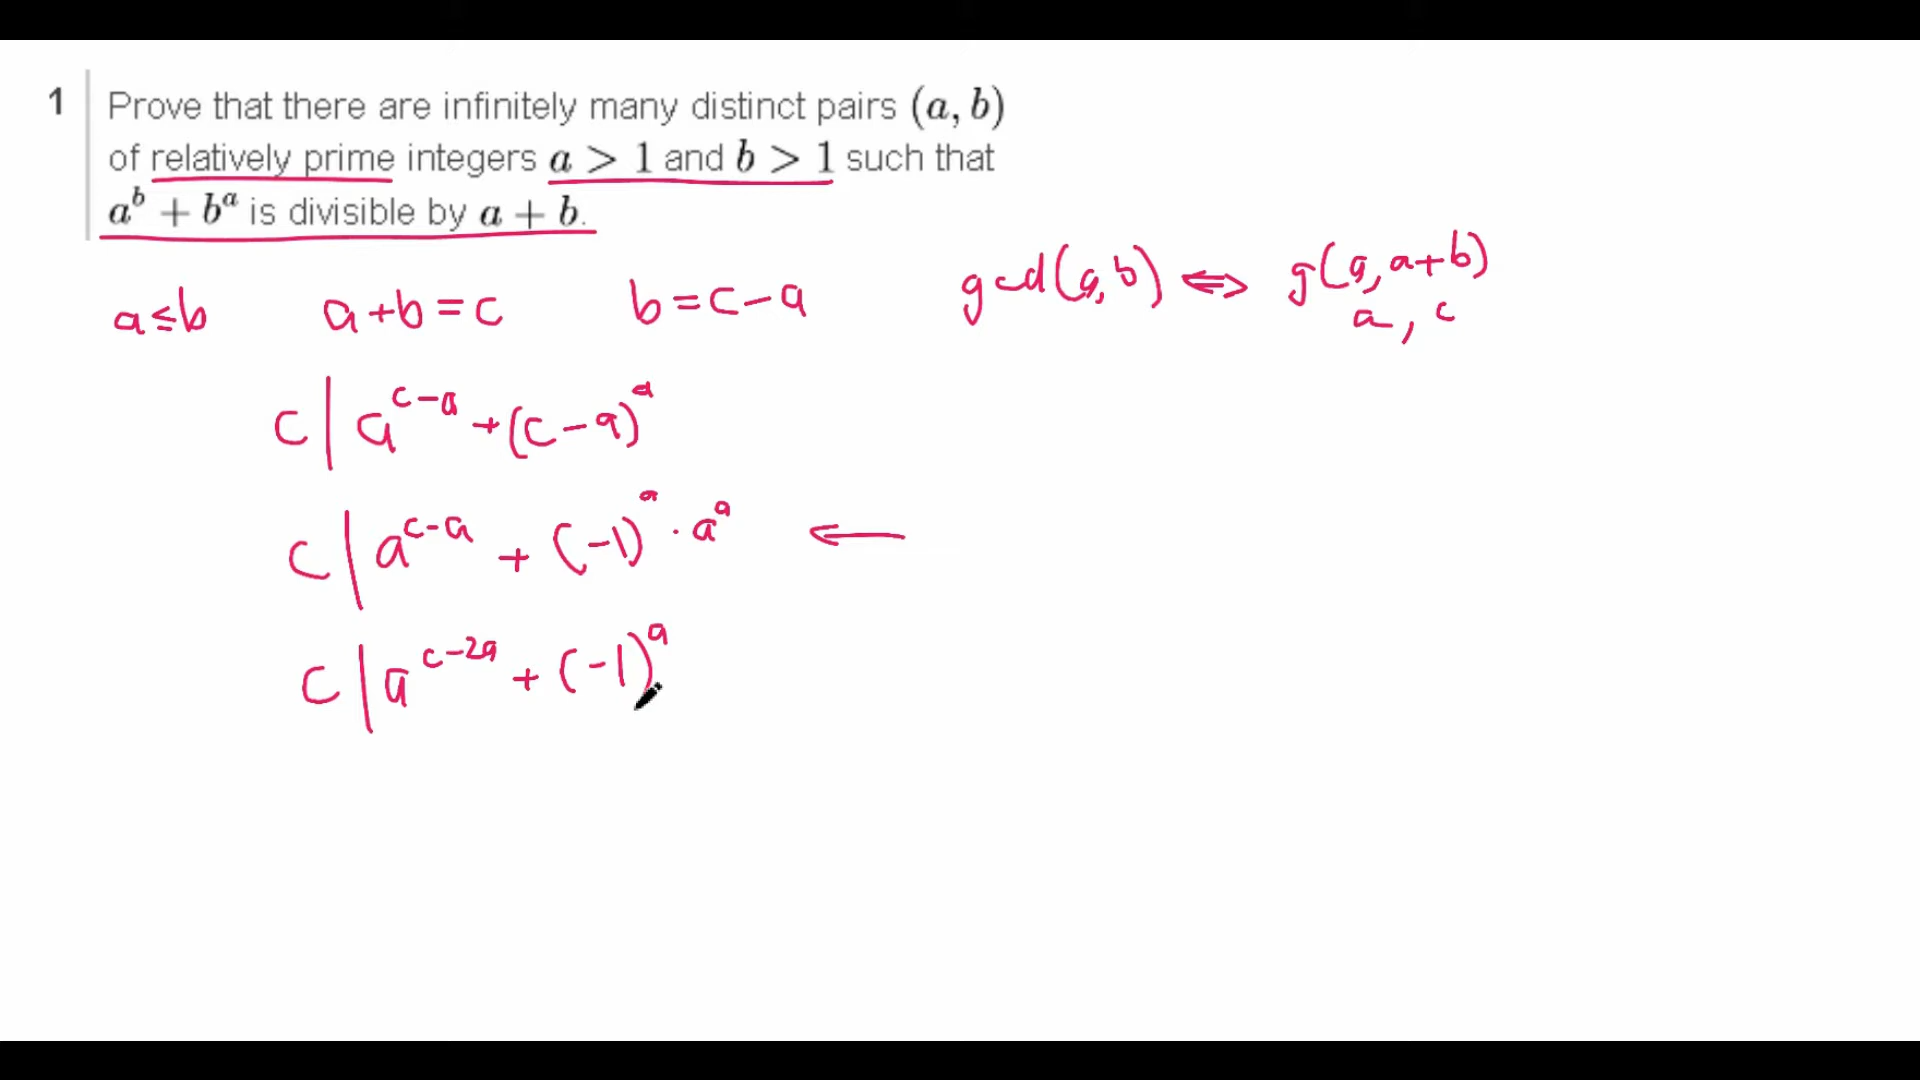 1 Prove that there are infinitely many distinct pairs (a, b)
of relatively prime integers a > 1 and b > 1 such that
a^b + b^a is divisible by a + b.
a ≤ b a + b = c b = c - a gcd(a, b) ⟺ g(a, a+b)
a, c
c | a^{c-a} + (c-a)^a
c | a^{c-a} + (-1)^a · a^a ←
c | a^{c-2a} + (-1)^a